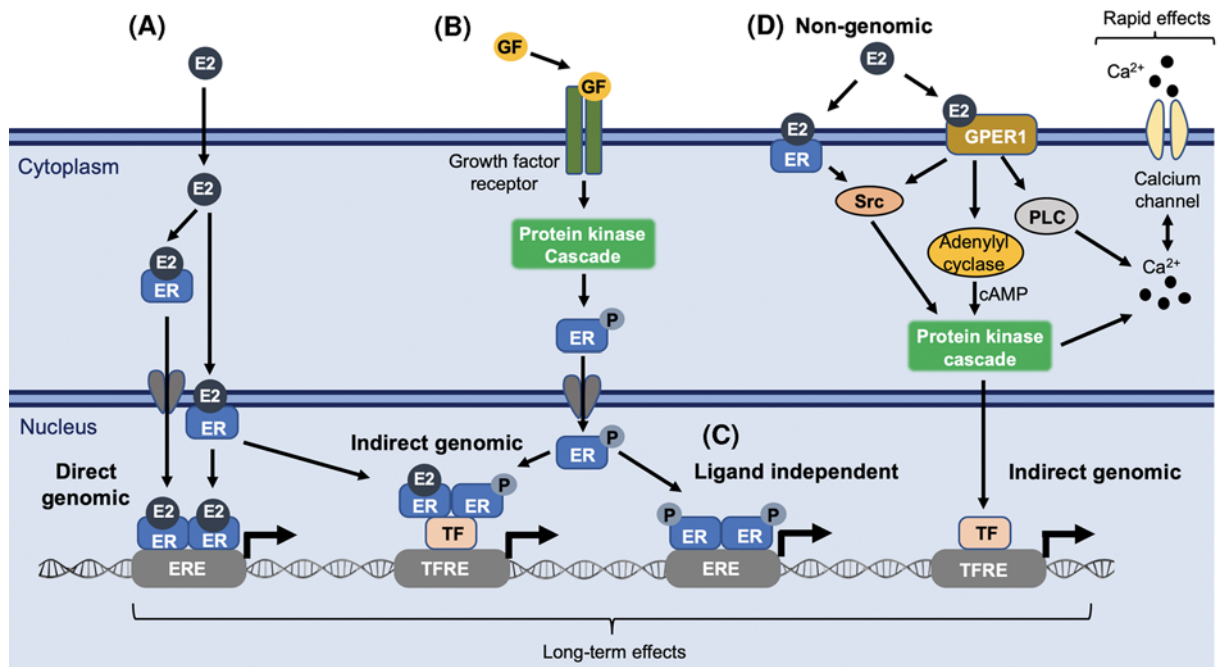 (A)
(B)
(D) Non-genomic
Rapid effects
E2
GF
GF
E2
Ca²⁺
E2
E2
ER
GPER1
Cytoplasm
Growth factor
receptor
E2
Src
PLC
Calcium
channel
Protein kinase
Cascade
Adenylyl
cyclase
E2
ER
Ca²⁺
cAMP
ER
P
Protein kinase
cascade
E2
ER
Nucleus
ER
P
(C)
Direct
genomic
Indirect genomic
Ligand independent
Indirect genomic
E2
ER
E2
ER
ERE
E2
ER
ER
P
TF
TFRE
P
ER
ER
P
ERE
TF
TFRE
Long-term effects